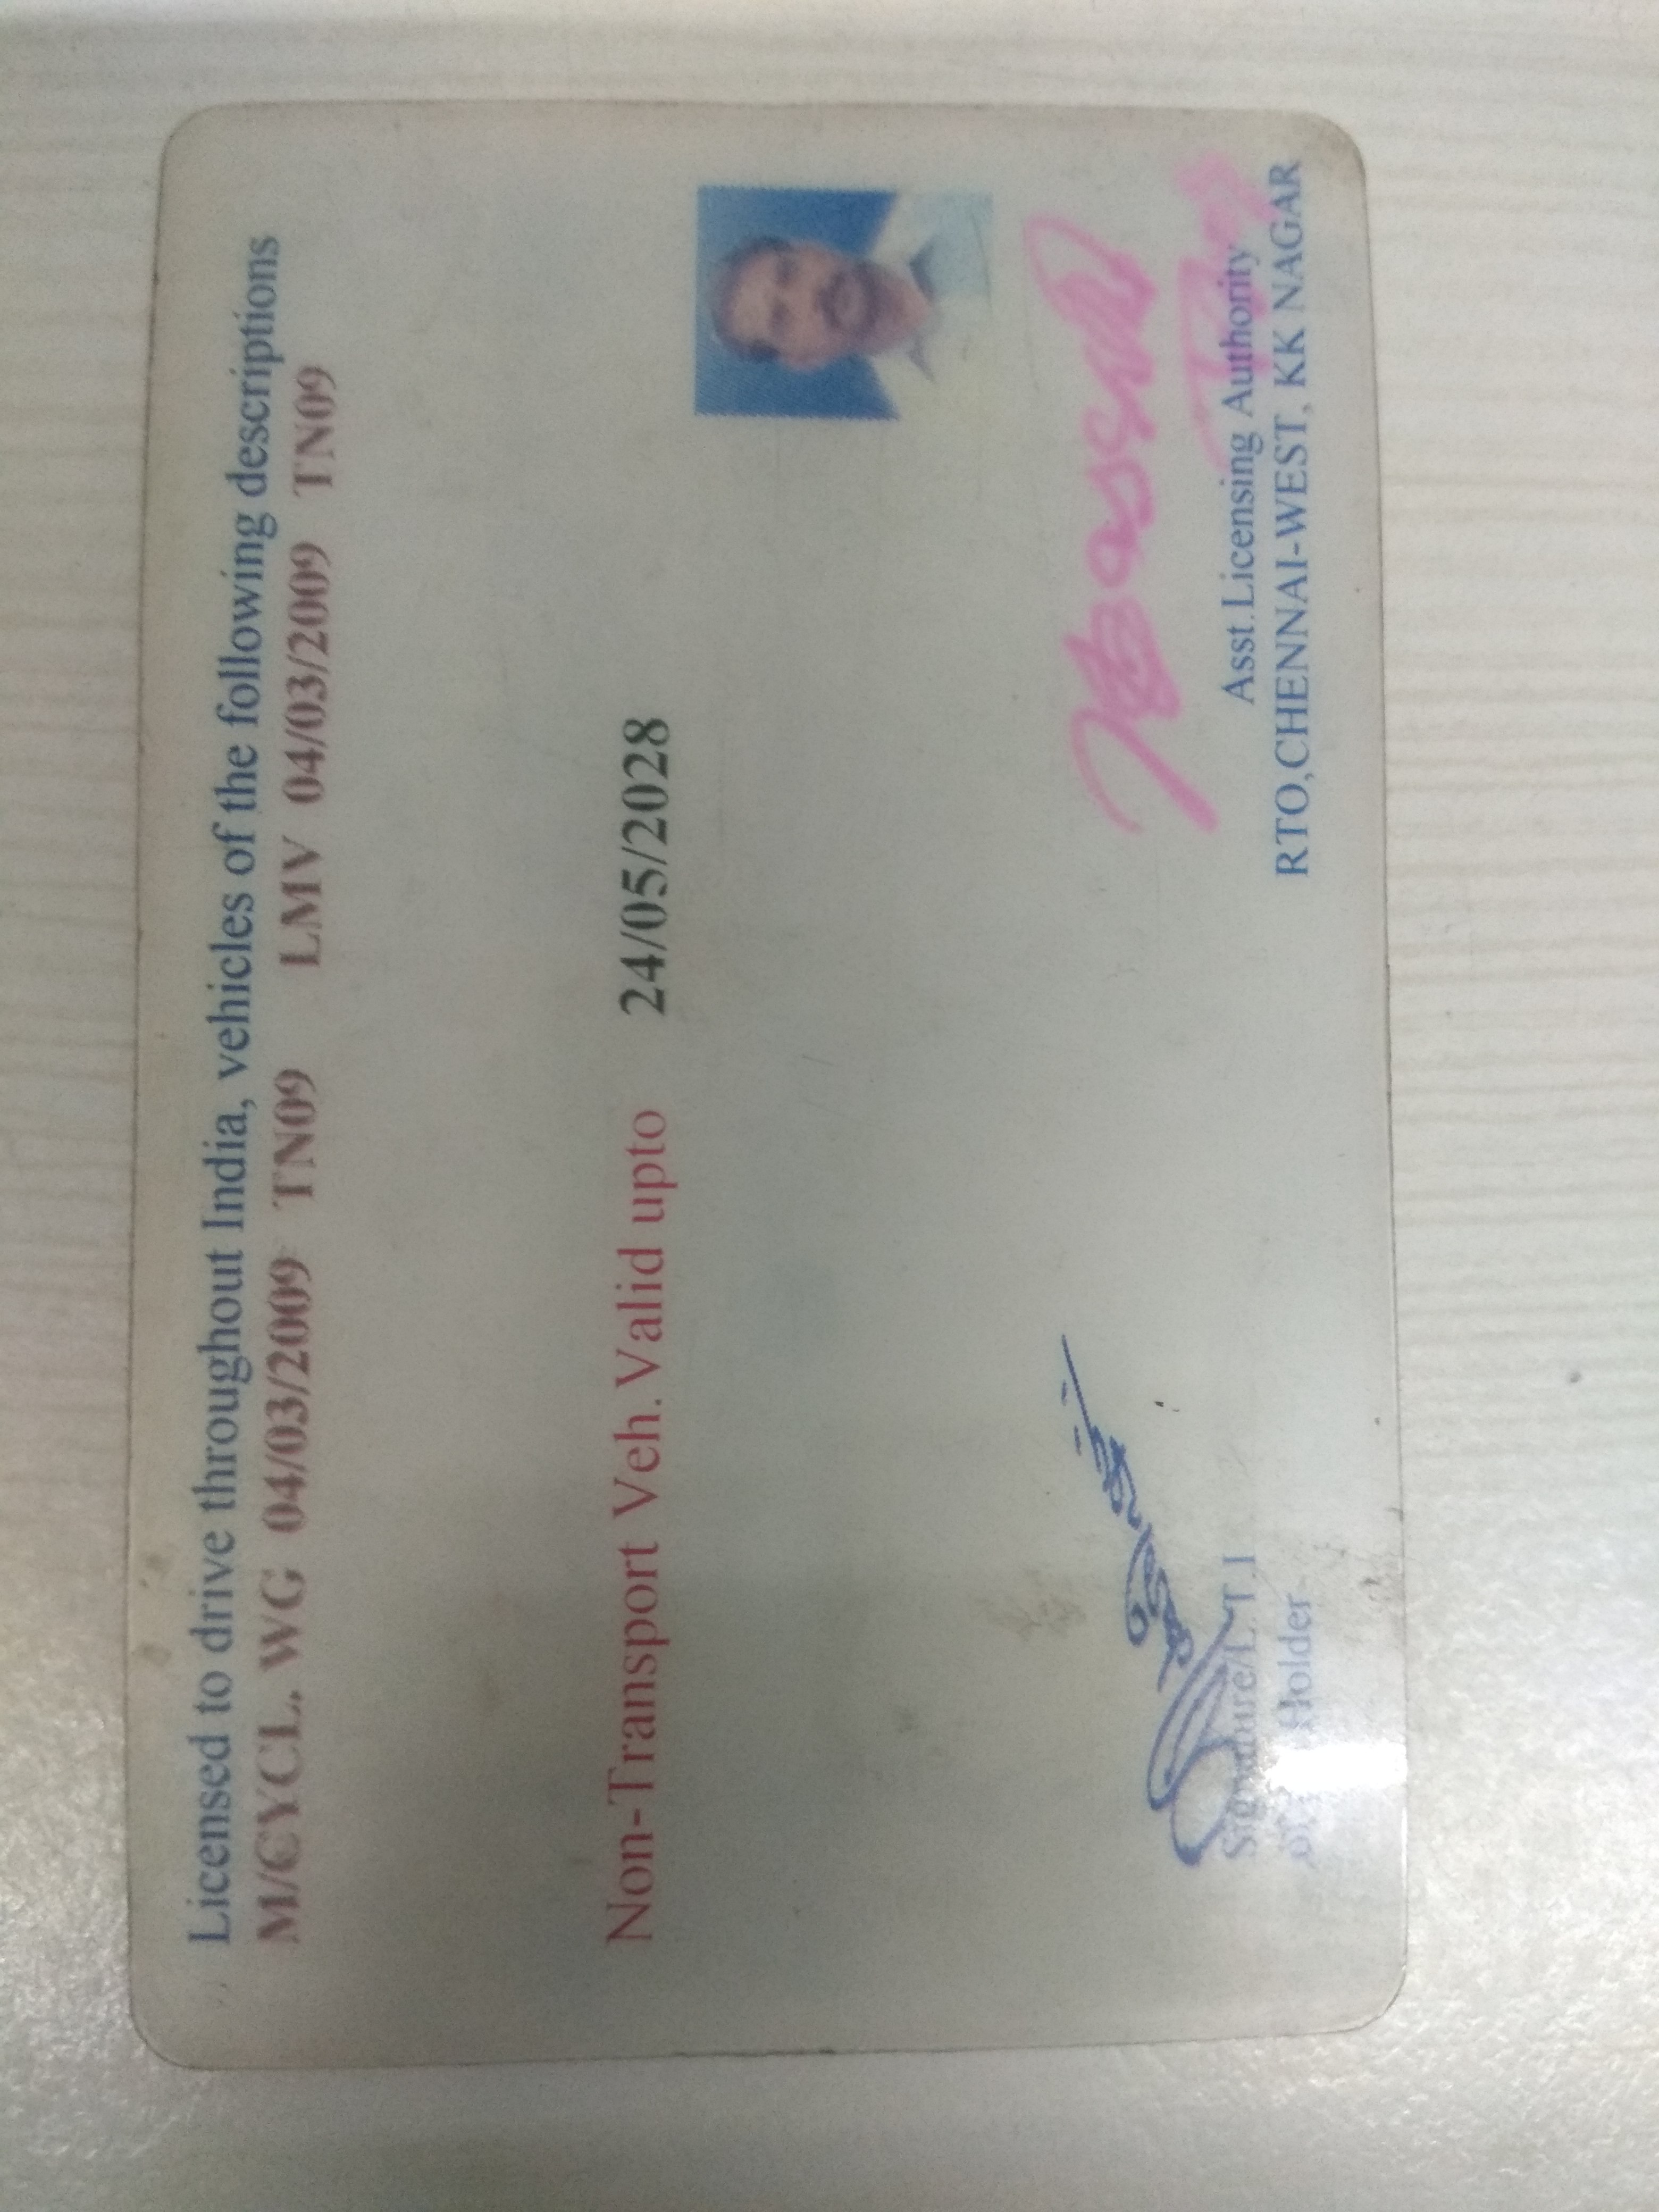 Licensed to drive throughout India, vehicles of the following descriptions
M/CYCL. WG 04/03/2009 TN09 LMV 04/03/2009 TN09
Non-Transport Veh. Valid upto 24/05/2028
Signature/L.T.I
Holder
Asst.Licensing Authority
RTO,CHENNAI-WEST, KK NAGAR